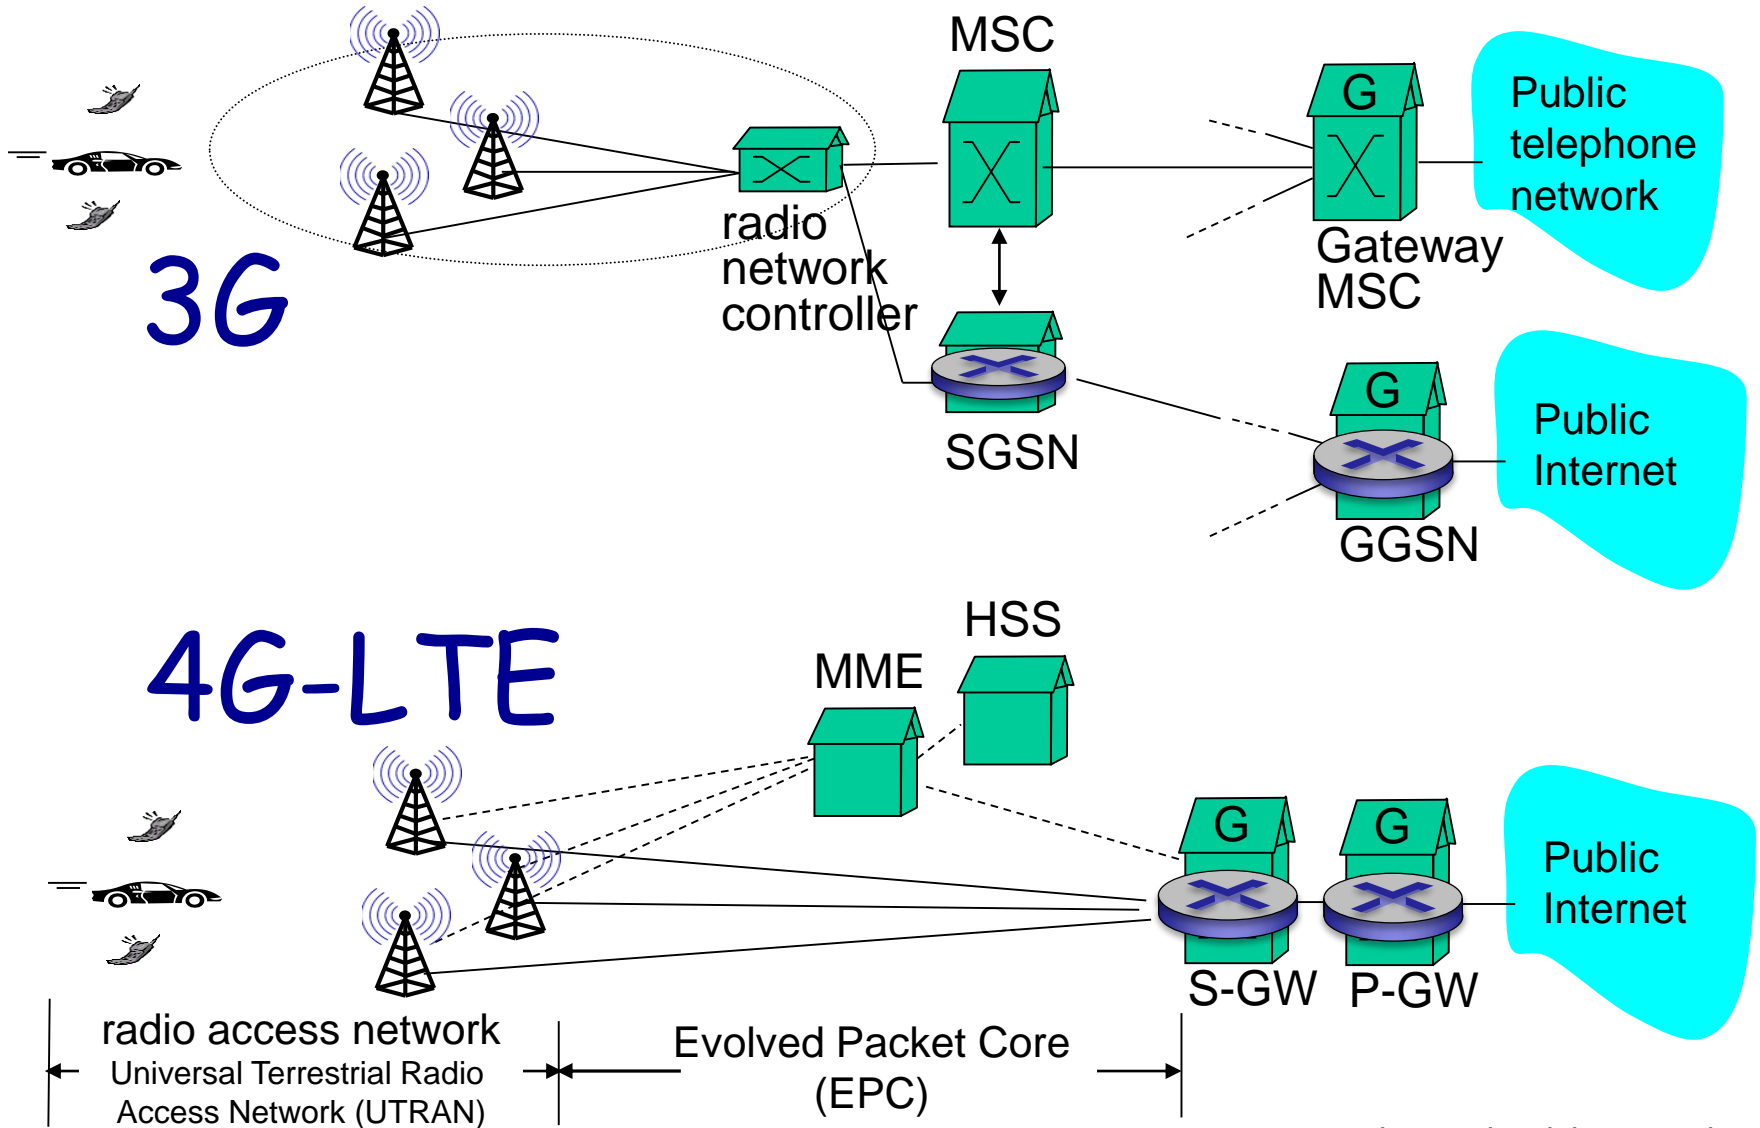 MSC
G
Public
telephone
network
radio
network
controller
Gateway
MSC
3G
G
Public
Internet
SGSN
GGSN
HSS
4G-LTE
MME
G
G
Public
Internet
S-GW
P-GW
radio access network
Universal Terrestrial Radio
Access Network (UTRAN)
Evolved Packet Core
(EPC)